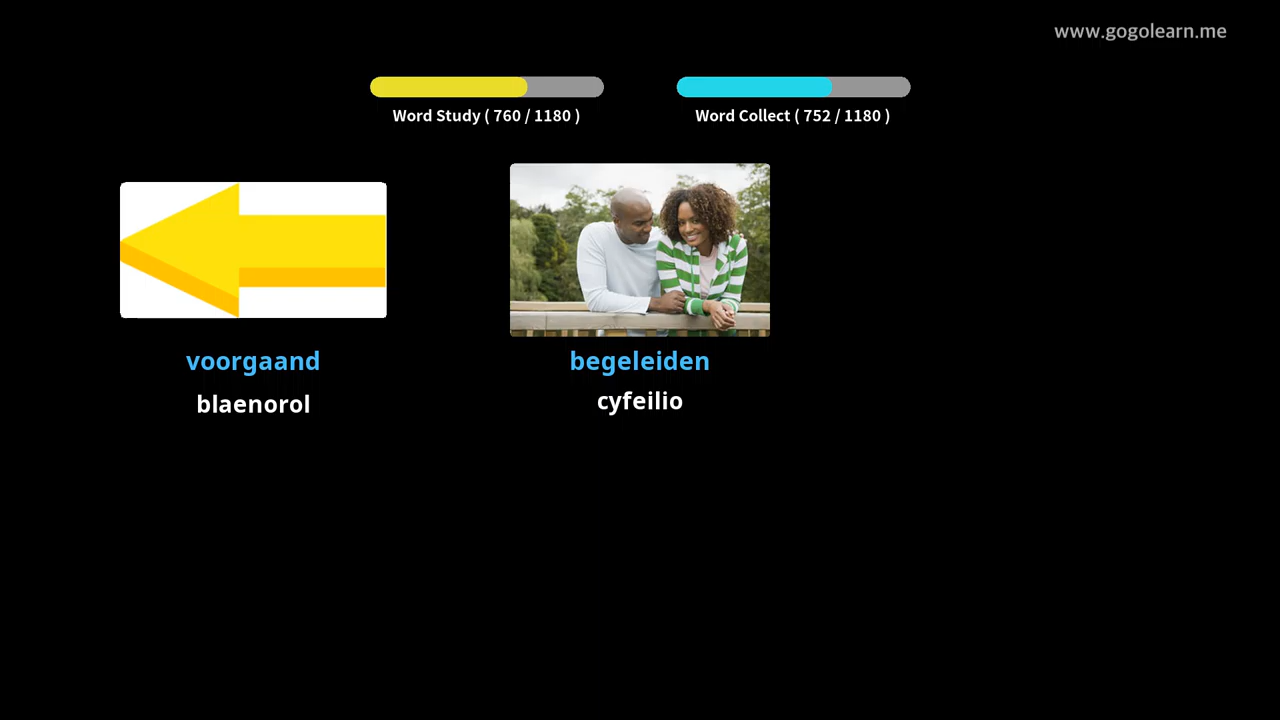 www.gogolearn.me
Word Study ( 760 / 1180 )
Word Collect ( 752 / 1180 )
voorgaand
blaenorol
begeleiden
cyfeilio